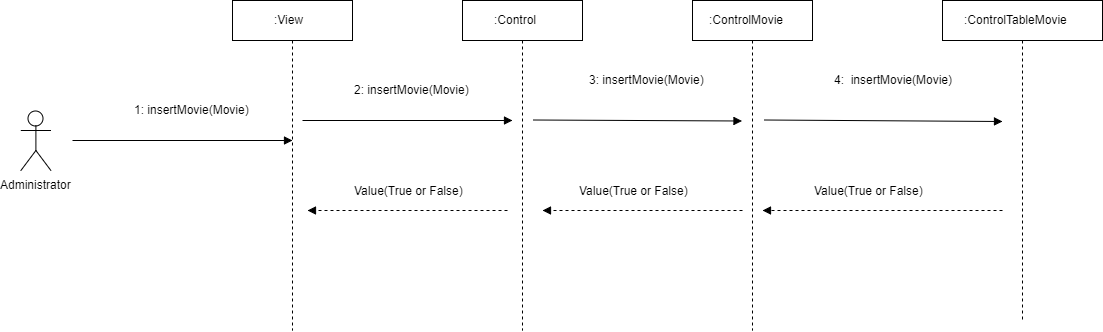 :View
:Control
:ControlMovie
:ControlTableMovie
1: insertMovie(Movie)
2: insertMovie(Movie)
3: insertMovie(Movie)
4:  insertMovie(Movie)
Administrator
Value(True or False)
Value(True or False)
Value(True or False)